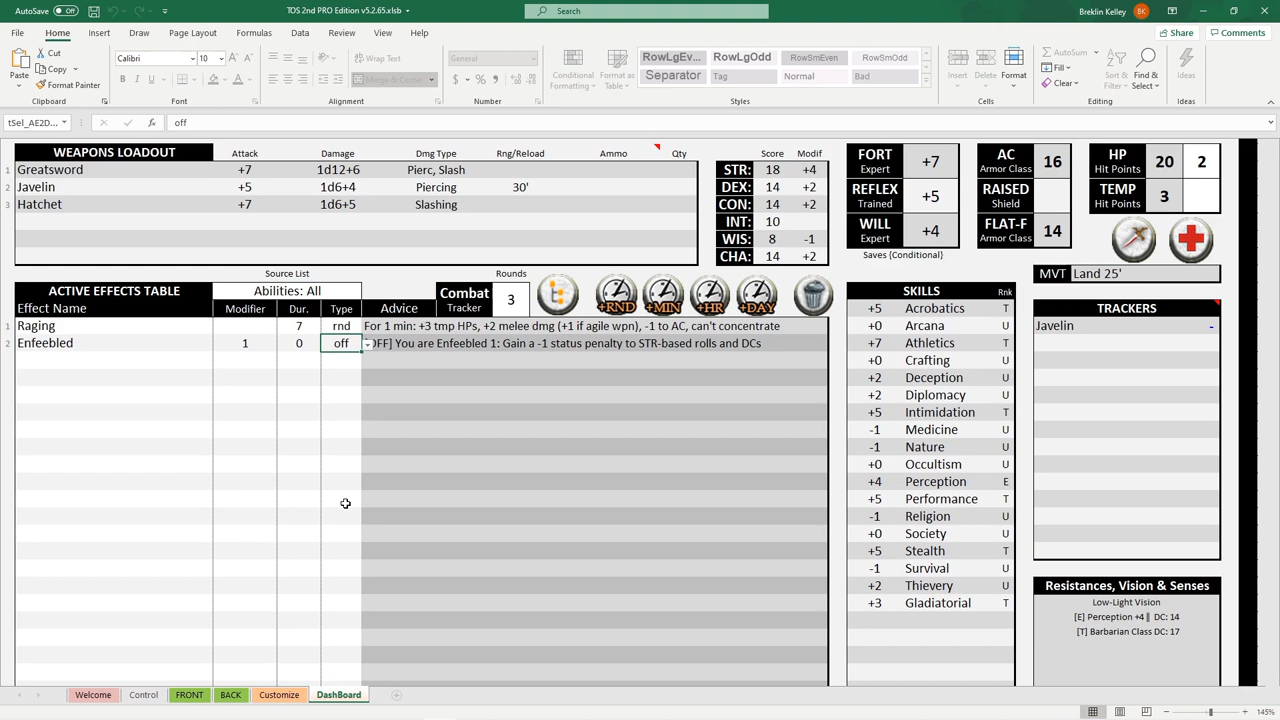 AutoSave Off TOS 2nd PRO Edition v5.2.65.xlsb Search Breklin Kelley BK
File Home Insert Draw Page Layout Formulas Data Review View Help Share Comments
Paste Cut Copy Format Painter Clipboard
Calibri 10 A A B I U A Font
Wrap Text Merge & Center Alignment
General $ % Number
Conditional Formatting Format as Table
RowLgEv... RowLgOdd RowSmEven RowSmOdd
Separator Tag Normal Bad
Styles
Insert Delete Format Cells
AutoSum Fill Clear Sort & Filter Find & Select Editing
Ideas Ideas
tSel_AE2D... fx off
WEAPONS LOADOUT Attack Damage Dmg Type Rng/Reload Ammo Qty
1 Greatsword +7 1d12+6 Pierc, Slash
2 Javelin +5 1d6+4 Piercing 30'
3 Hatchet +7 1d6+5 Slashing
Score Modif
STR: 18 +4
DEX: 14 +2
CON: 14 +2
INT: 10
WIS: 8 -1
CHA: 14 +2
FORT Expert +7
REFLEX Trained +5
WILL Expert +4
Saves (Conditional)
AC Armor Class 16
RAISED Shield
FLAT-F Armor Class 14
HP Hit Points 20 2
TEMP Hit Points 3
MVT Land 25'
Source List Rounds
ACTIVE EFFECTS TABLE Abilities: All Combat Tracker 3 +RND +MIN +HR +DAY
Effect Name Modifier Dur. Type Advice
1 Raging 7 rnd For 1 min: +3 tmp HPs, +2 melee dmg (+1 if agile wpn), -1 to AC, can't concentrate
2 Enfeebled 1 0 off OFF] You are Enfeebled 1: Gain a -1 status penalty to STR-based rolls and DCs
SKILLS Rnk
+5 Acrobatics T
+0 Arcana U
+7 Athletics T
+0 Crafting U
+2 Deception U
+2 Diplomacy U
+5 Intimidation T
-1 Medicine U
-1 Nature U
+0 Occultism U
+4 Perception E
+5 Performance T
-1 Religion U
+0 Society U
+5 Stealth T
-1 Survival U
+2 Thievery U
+3 Gladiatorial T
TRACKERS
Javelin -
Resistances, Vision & Senses
Low-Light Vision
[E] Perception +4 ‖ DC: 14
[T] Barbarian Class DC: 17
Welcome Control FRONT BACK Customize DashBoard
145%